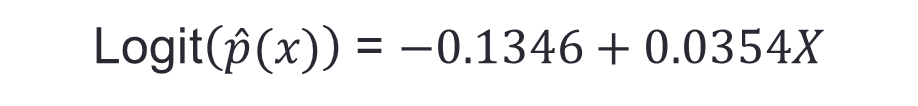 Logit(p̂(x)) = −0.1346 + 0.0354X